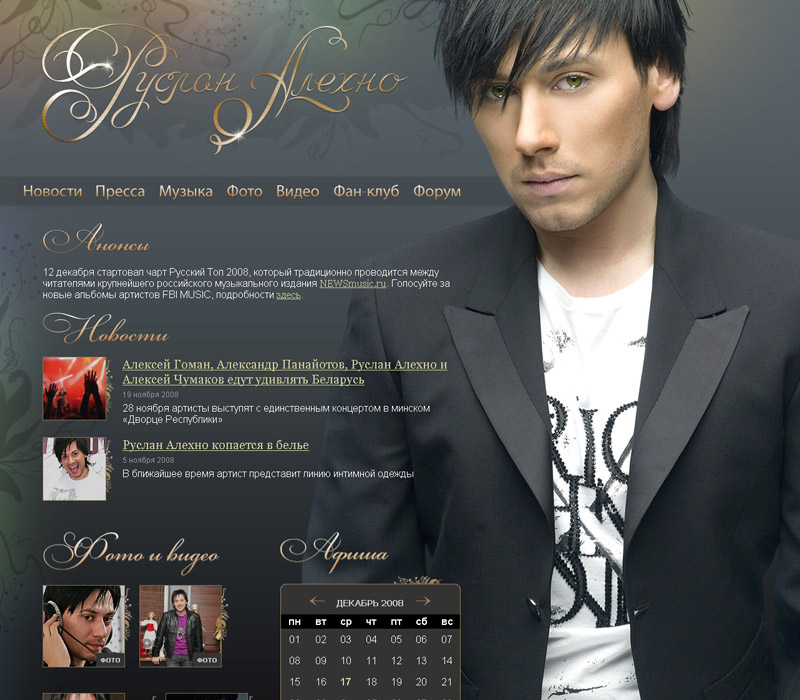 Руслан Алехно
Новости Пресса Музыка Фото Видео Фан-клуб Форум
Анонсы
12 декабря стартовал чарт Русский Топ 2008, который традиционно проводится между
читателями крупнейшего российского музыкального издания NEWSmusic.ru. Голосуйте за
новые альбомы артистов FBI MUSIC, подробности здесь.
Новости
Алексей Гоман, Александр Панайотов, Руслан Алехно и
Алексей Чумаков едут удивлять Беларусь
19 ноября 2008
28 ноября артисты выступят с единственным концертом в минском
«Дворце Республики»
Руслан Алехно копается в белье
5 ноября 2008
В ближайшее время артист представит линию интимной одежды
Фото и видео
ФОТО
ФОТО
Афиша
ДЕКАБРЬ 2008
пн вт ср чт пт сб вс
01 02 03 04 05 06 07
08 09 10 11 12 13 14
15 16 17 18 19 20 21